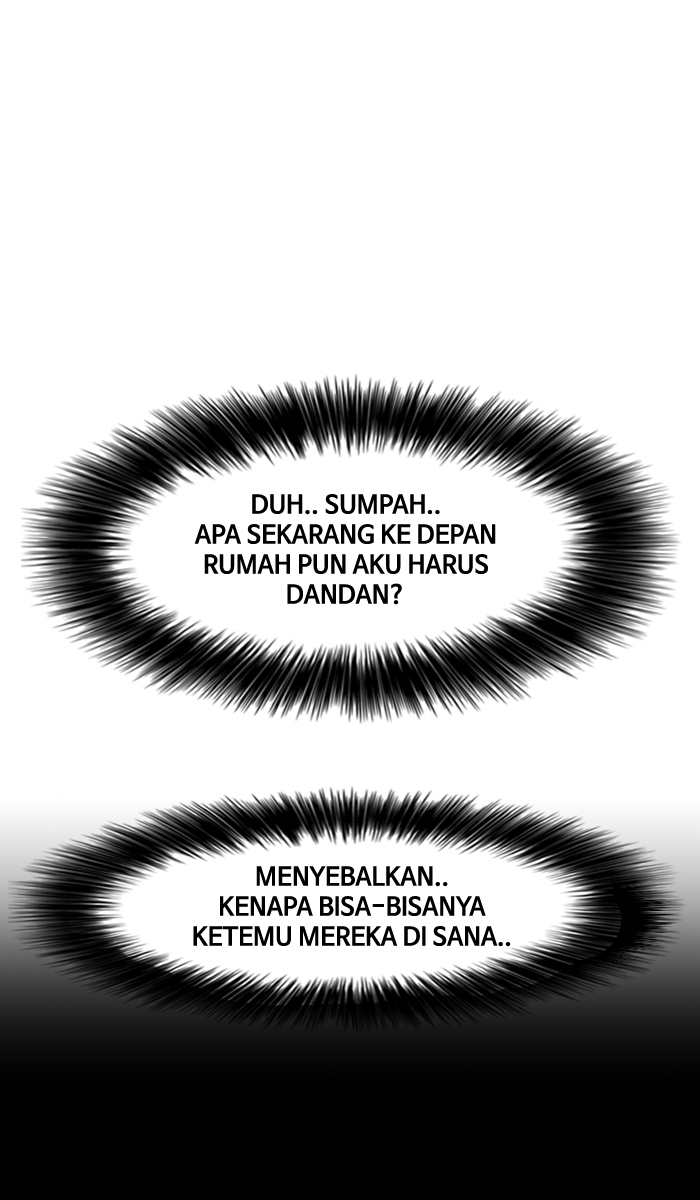 DUH.. SUMPAH..
APA SEKARANG KE DEPAN
RUMAH PUN AKU HARUS
DANDAN?
MENYEBALKAN..
KENAPA BISA-BISANYA
KETEMU MEREKA DI SANA..